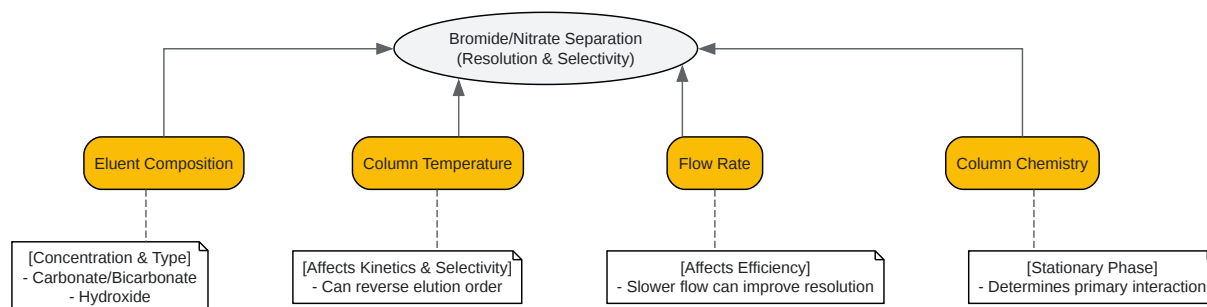 Bromide/Nitrate Separation
(Resolution & Selectivity)
Eluent Composition
Column Temperature
Flow Rate
Column Chemistry
[Concentration & Type]
- Carbonate/Bicarbonate
- Hydroxide
[Affects Kinetics & Selectivity]
- Can reverse elution order
[Affects Efficiency]
- Slower flow can improve resolution
[Stationary Phase]
- Determines primary interaction